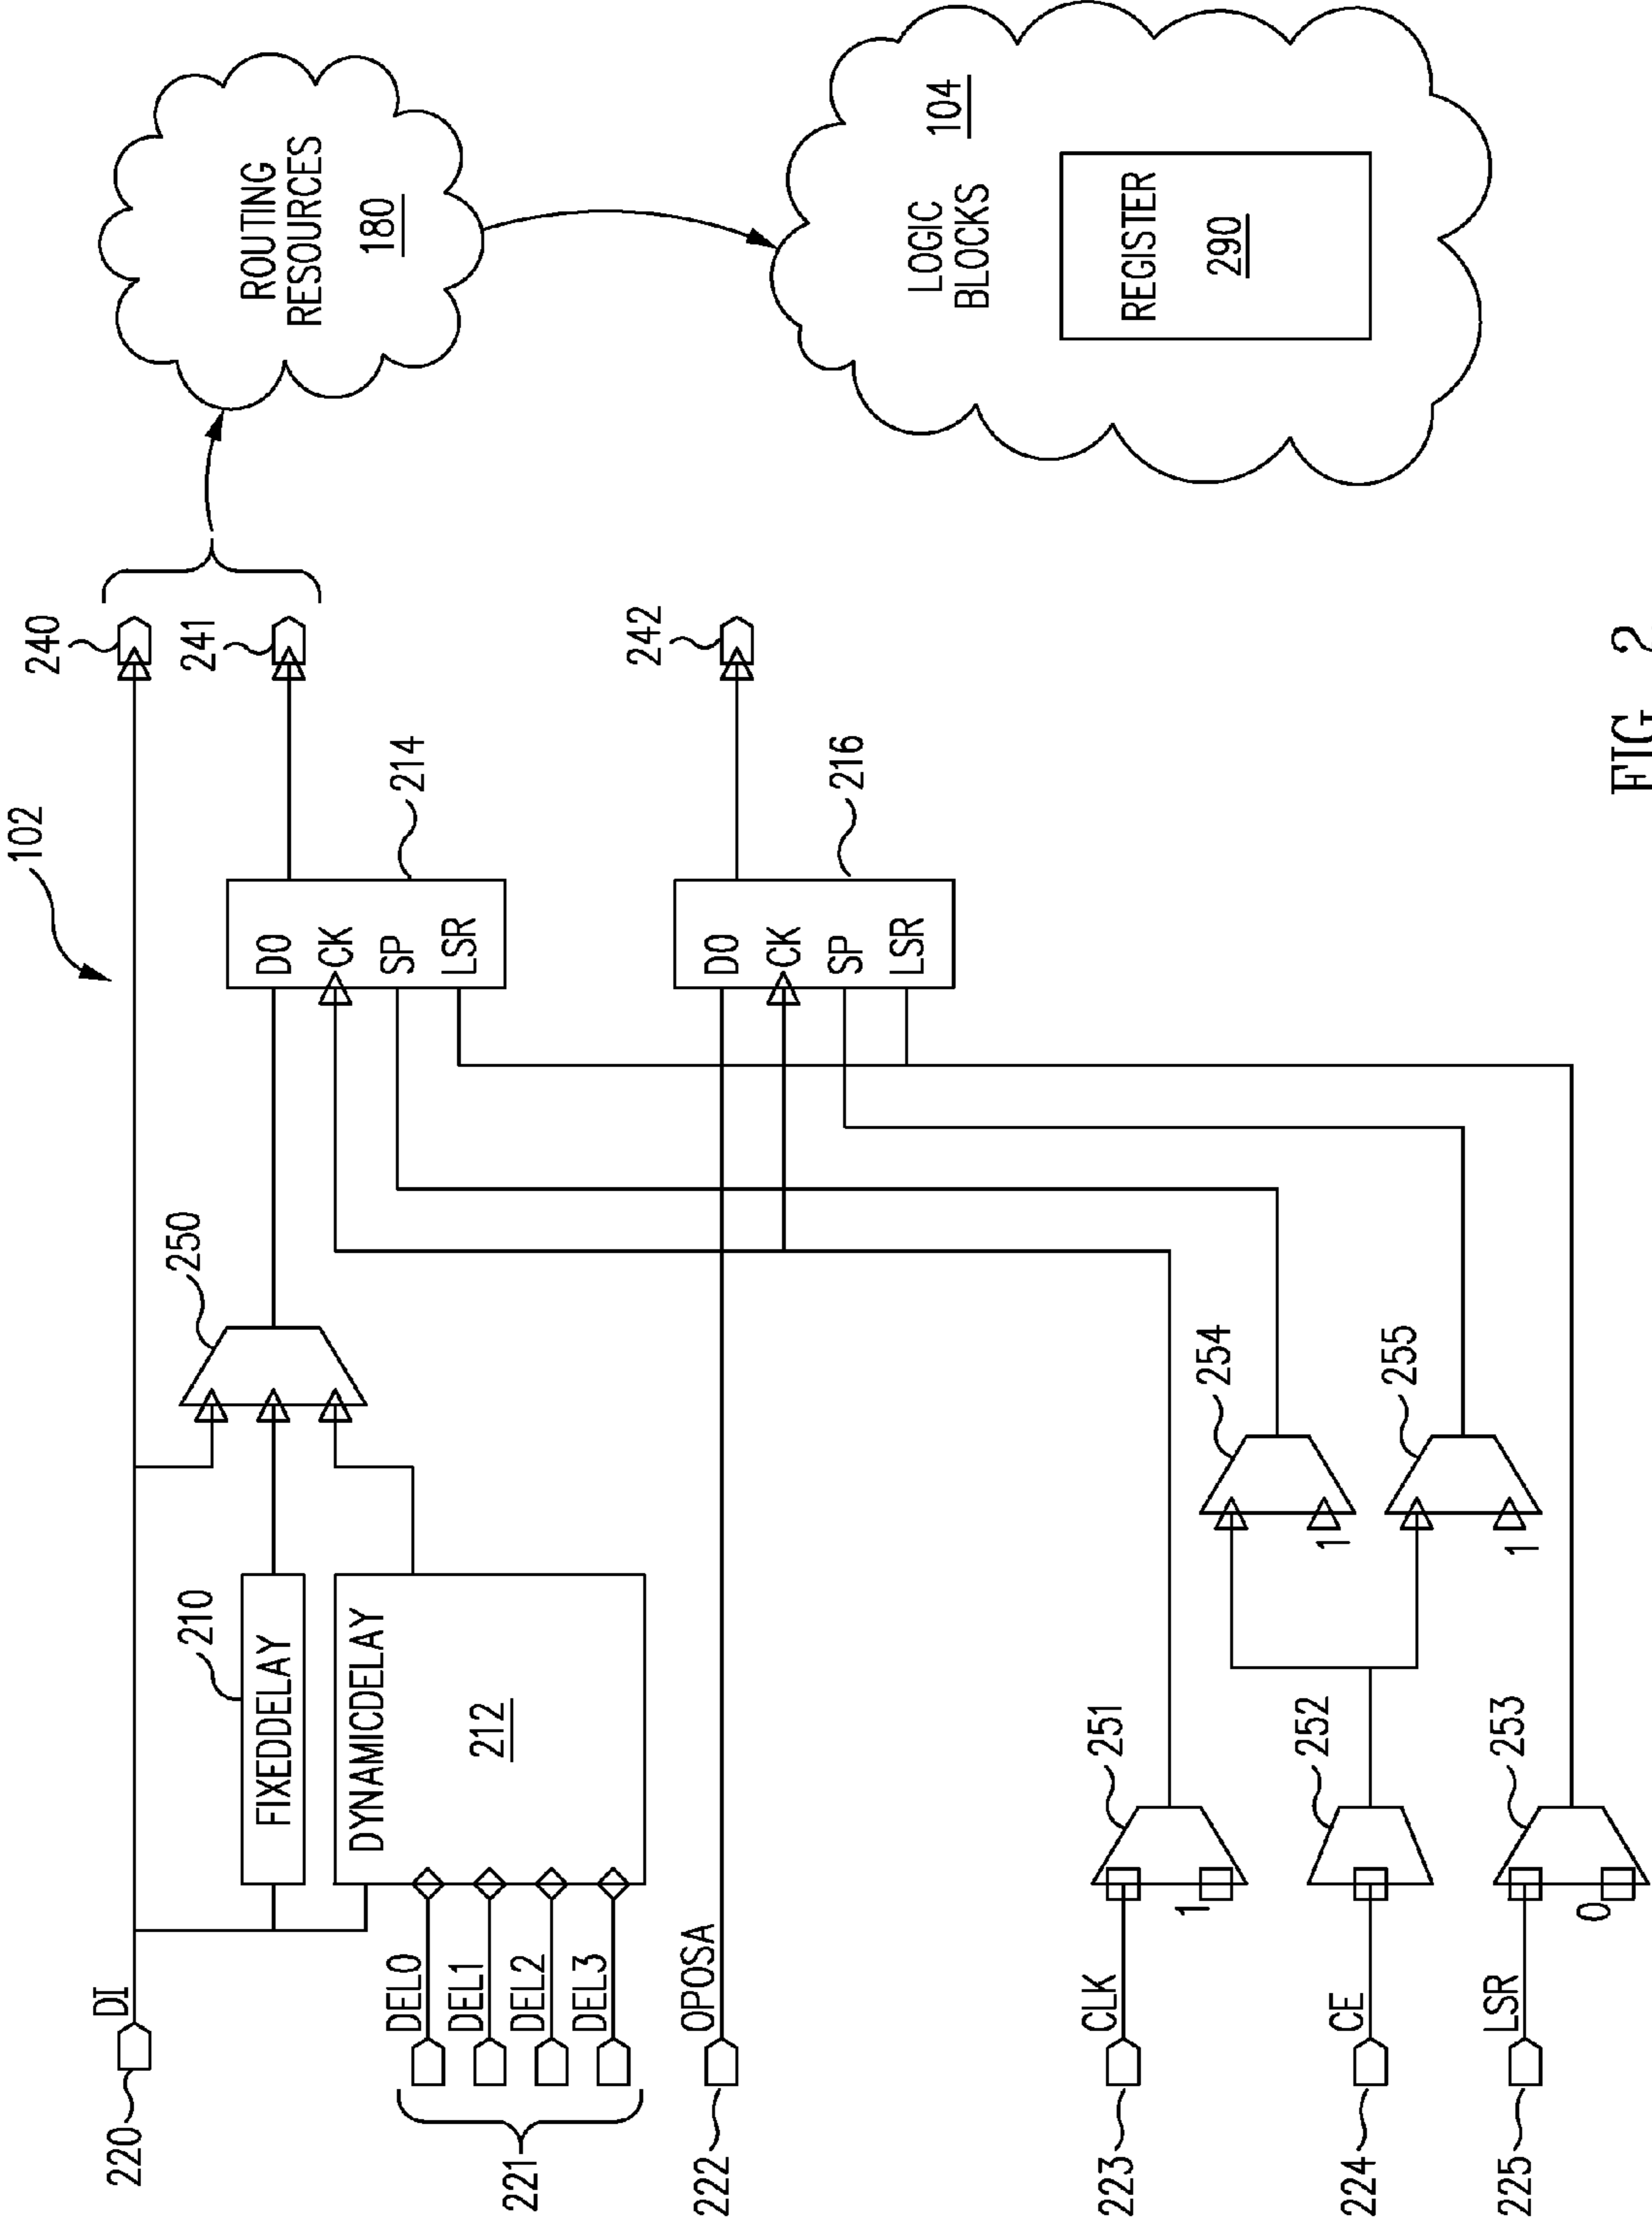 102
DI
220
240
FIXEDDELAY
210
250
241
ROUTING
RESOURCES
180
DYNAMICDELAY
212
DEL0
DEL1
DEL2
DEL3
221
D0
CK
SP
LSR
214
OPOSA
222
D0
CK
SP
LSR
216
242
LOGIC
BLOCKS
104
REGISTER
290
CLK
223
1
251
254
1
CE
224
252
255
1
LSR
225
0
253
FIG. 2